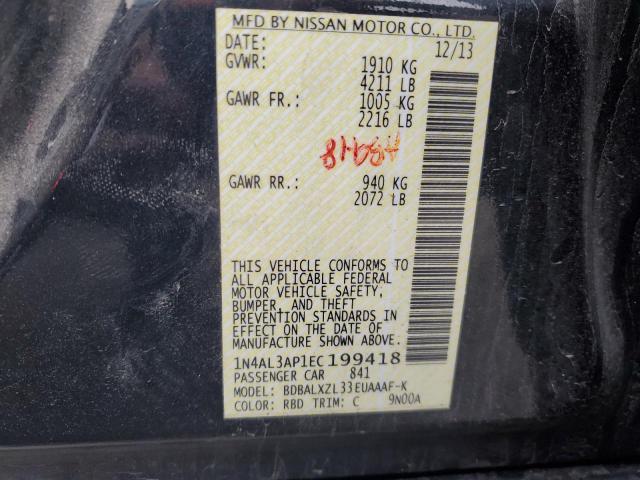 MFD BY NISSAN MOTOR CO., LTD.
DATE: 12/13
GVWR: 1910 KG
4211 LB
GAWR FR.: 1005 KG
2216 LB
GAWR RR.: 940 KG
2072 LB
THIS VEHICLE CONFORMS TO
ALL APPLICABLE FEDERAL
MOTOR VEHICLE SAFETY,
BUMPER, AND THEFT
PREVENTION STANDARDS IN
EFFECT ON THE DATE OF
MANUFACTURE SHOWN ABOVE.
1N4AL3AP1EC199418
PASSENGER CAR 841
MODEL: BDBALXZL33EUAAAF-K
COLOR: RBD TRIM: C 9N00A